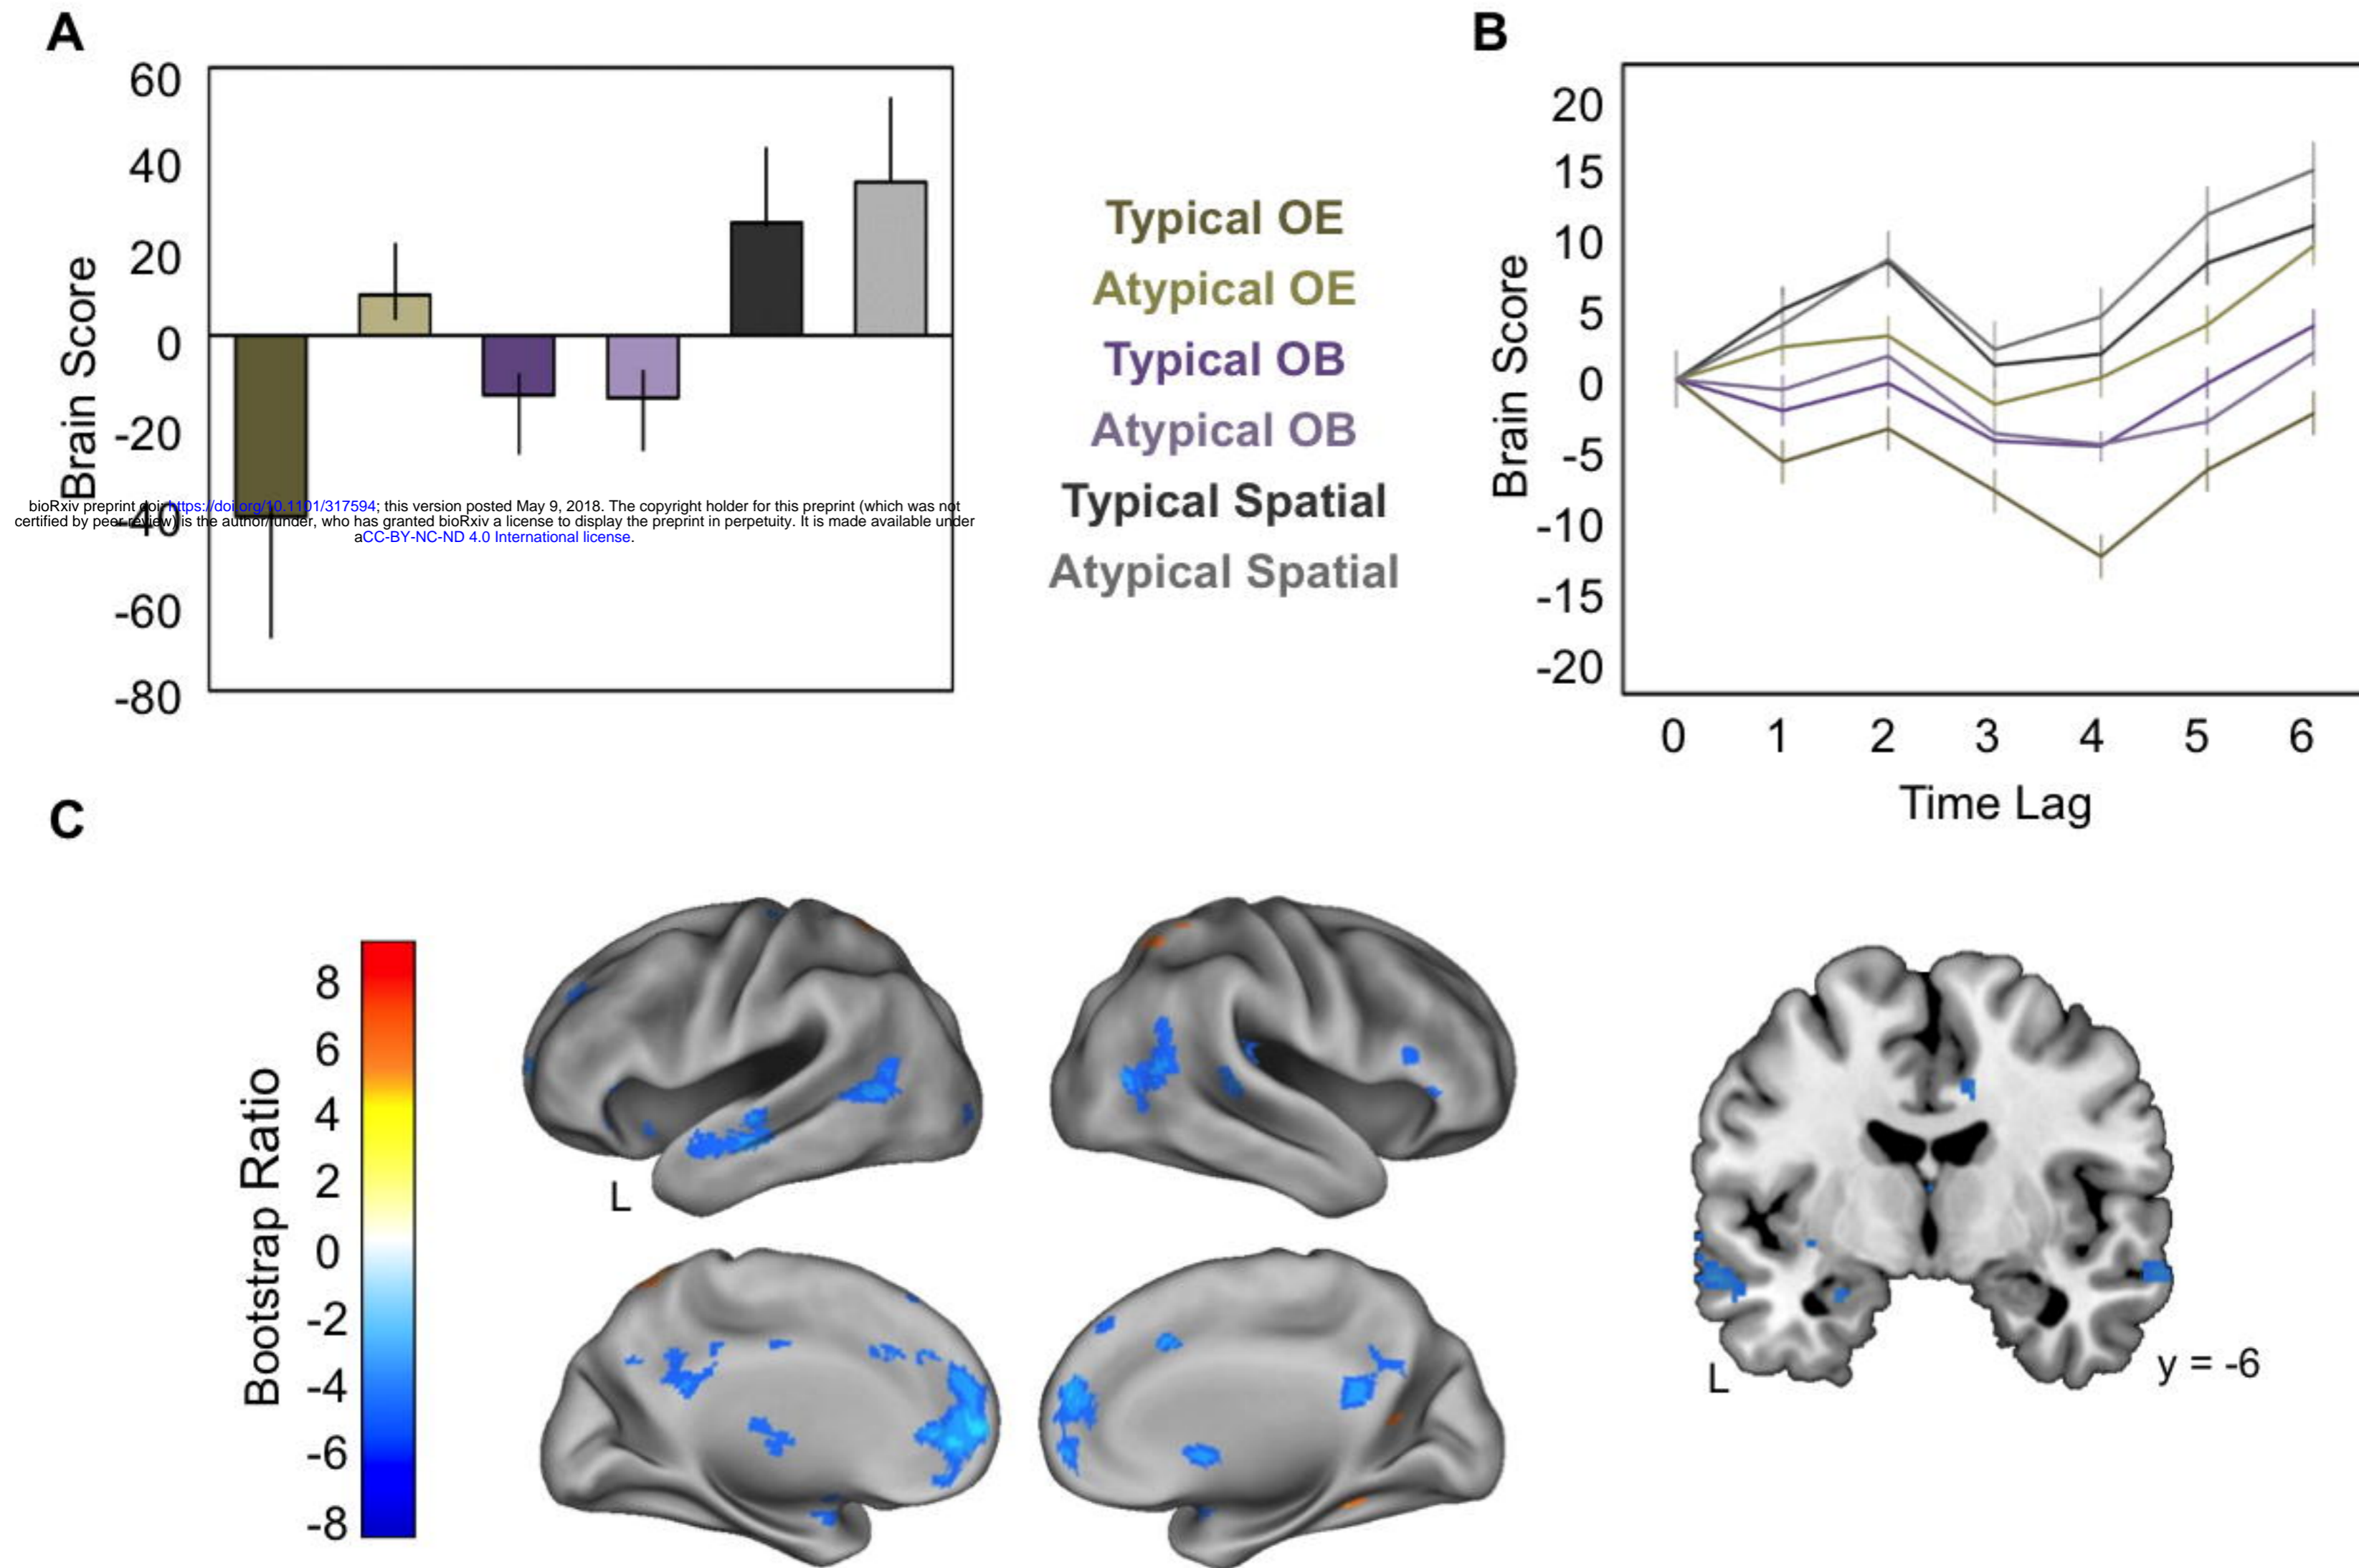 A
60
40
20
0
-20
-40
-60
-80
Brain Score
bioRxiv preprint doi: https://doi.org/10.1101/317594; this version posted May 9, 2018. The copyright holder for this preprint (which was not
certified by peer review) is the author/funder, who has granted bioRxiv a license to display the preprint in perpetuity. It is made available under
aCC-BY-NC-ND 4.0 International license.
Typical OE
Atypical OE
Typical OB
Atypical OB
Typical Spatial
Atypical Spatial
B
20
15
10
5
0
-5
-10
-15
-20
Brain Score
0 1 2 3 4 5 6
Time Lag
C
8
6
4
2
0
-2
-4
-6
-8
Bootstrap Ratio
L
L
y = -6